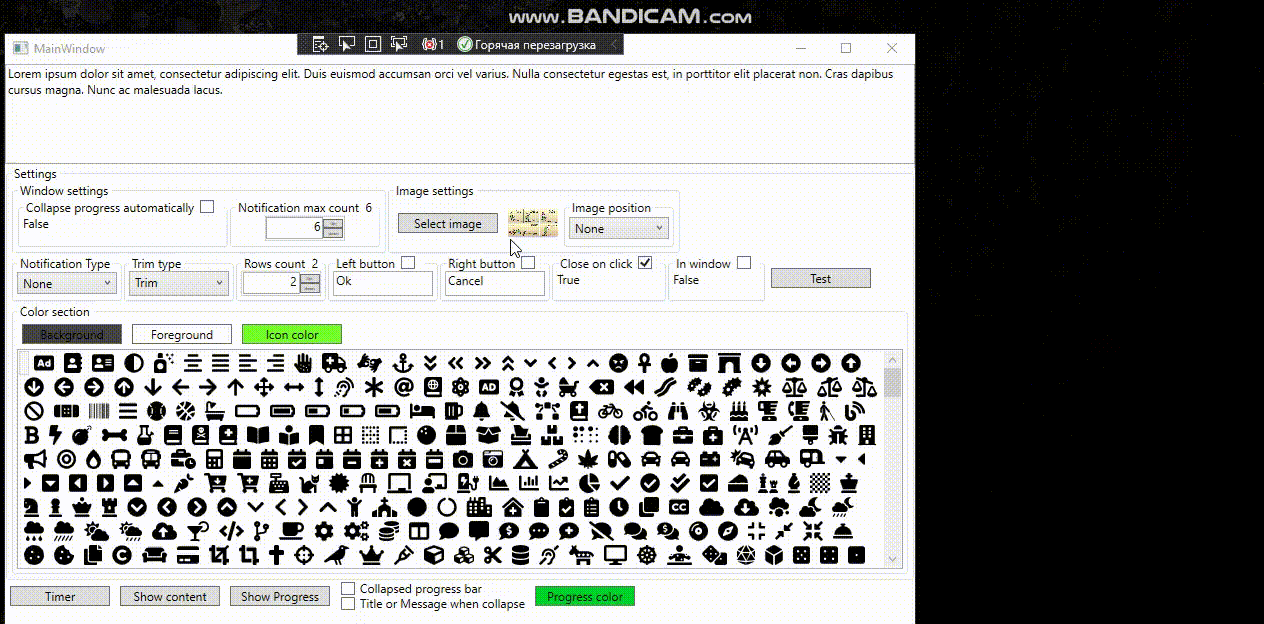 www.BANDICAM.com
MainWindow
1
Горячая перезагрузка
Lorem ipsum dolor sit amet, consectetur adipiscing elit. Duis euismod accumsan orci vel varius. Nulla consectetur egestas est, in porttitor elit placerat non. Cras dapibus
cursus magna. Nunc ac malesuada lacus.
Settings
Window settings
Image settings
Collapse progress automatically
Notification max count 6
Image position
False
6
Select image
None
Notification Type
Trim type
Rows count 2
Left button
Right button
Close on click
In window
None
Trim
2
Ok
Cancel
True
False
Test
Color section
Background
Foreground
Icon color
Ad
AD
B
CC
Timer
Show content
Show Progress
Collapsed progress bar
Title or Message when collapse
Progress color